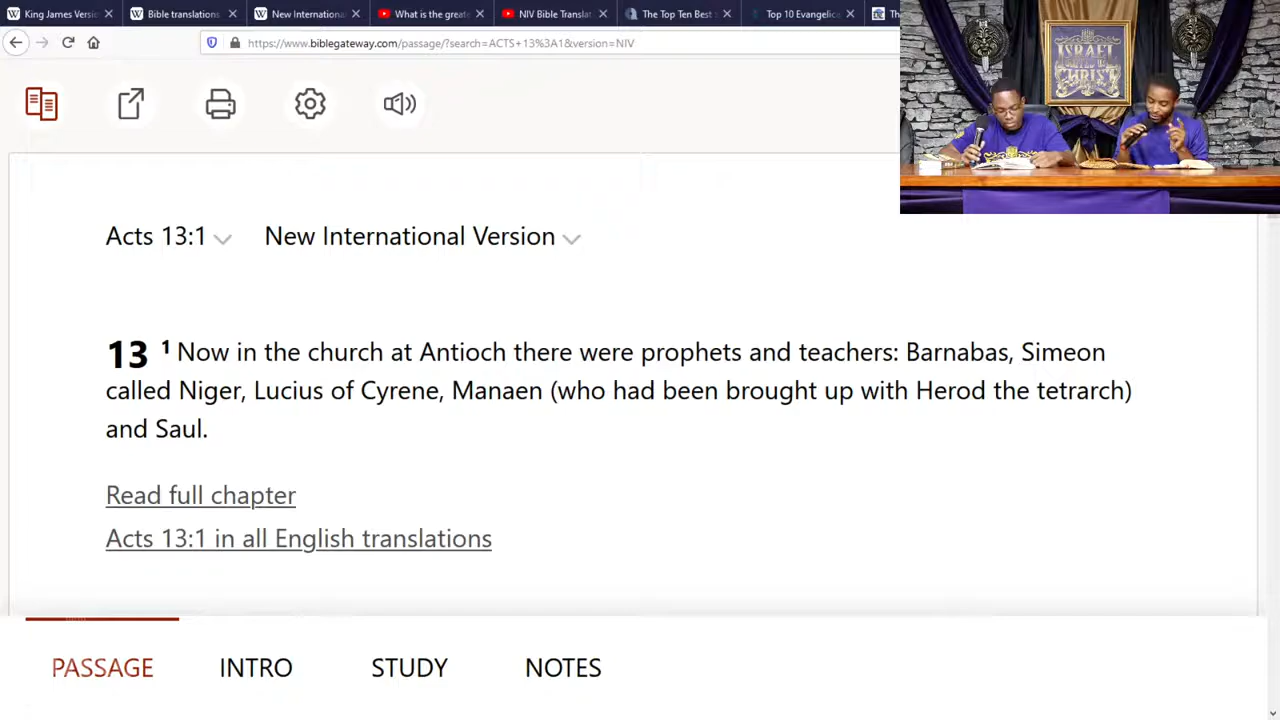 King James Versio
Bible translations
New Internationa
What is the great
NIV Bible Translat
The Top Ten Best
Top 10 Evangelic
Th
https://www.biblegateway.com/passage/?search=ACTS+13%3A1&version=NIV
ISRAEL
CHRIST
Acts 13:1
New International Version
13 1 Now in the church at Antioch there were prophets and teachers: Barnabas, Simeon
called Niger, Lucius of Cyrene, Manaen (who had been brought up with Herod the tetrarch)
and Saul.
Read full chapter
Acts 13:1 in all English translations
PASSAGE
INTRO
STUDY
NOTES